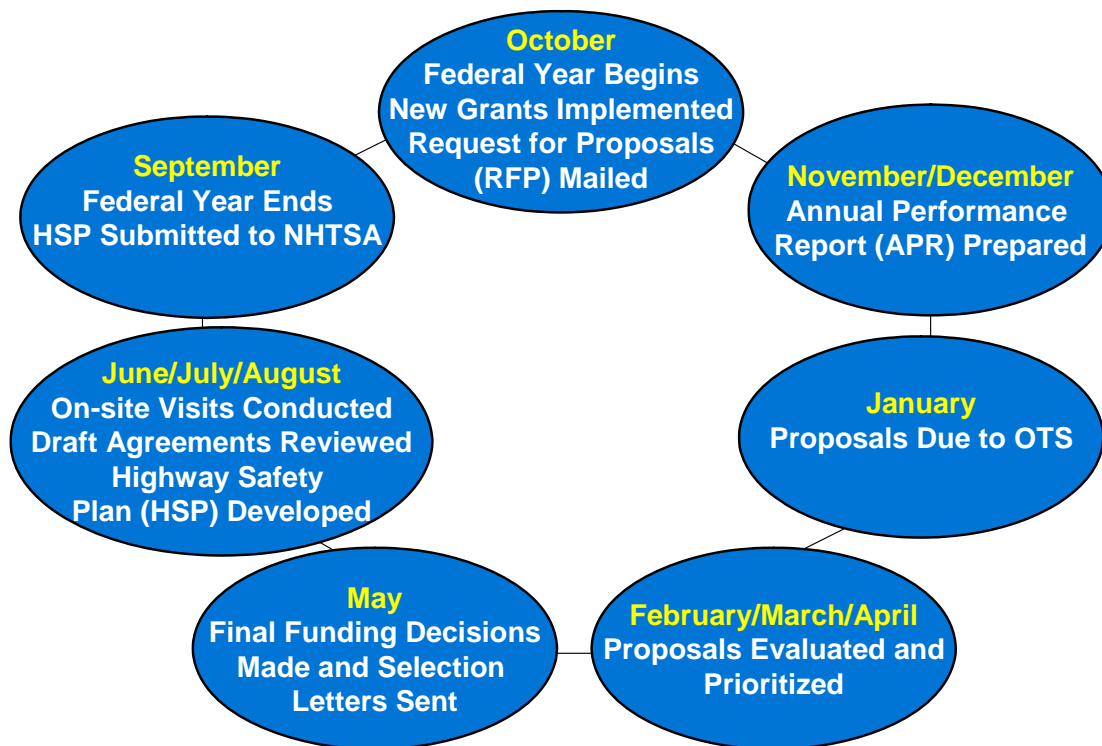 October
Federal Year Begins
New Grants Implemented
Request for Proposals
(RFP) Mailed
November/December
Annual Performance
Report (APR) Prepared
January
Proposals Due to OTS
February/March/April
Proposals Evaluated and
Prioritized
May
Final Funding Decisions
Made and Selection
Letters Sent
June/July/August
On-site Visits Conducted
Draft Agreements Reviewed
Highway Safety
Plan (HSP) Developed
September
Federal Year Ends
HSP Submitted to NHTSA